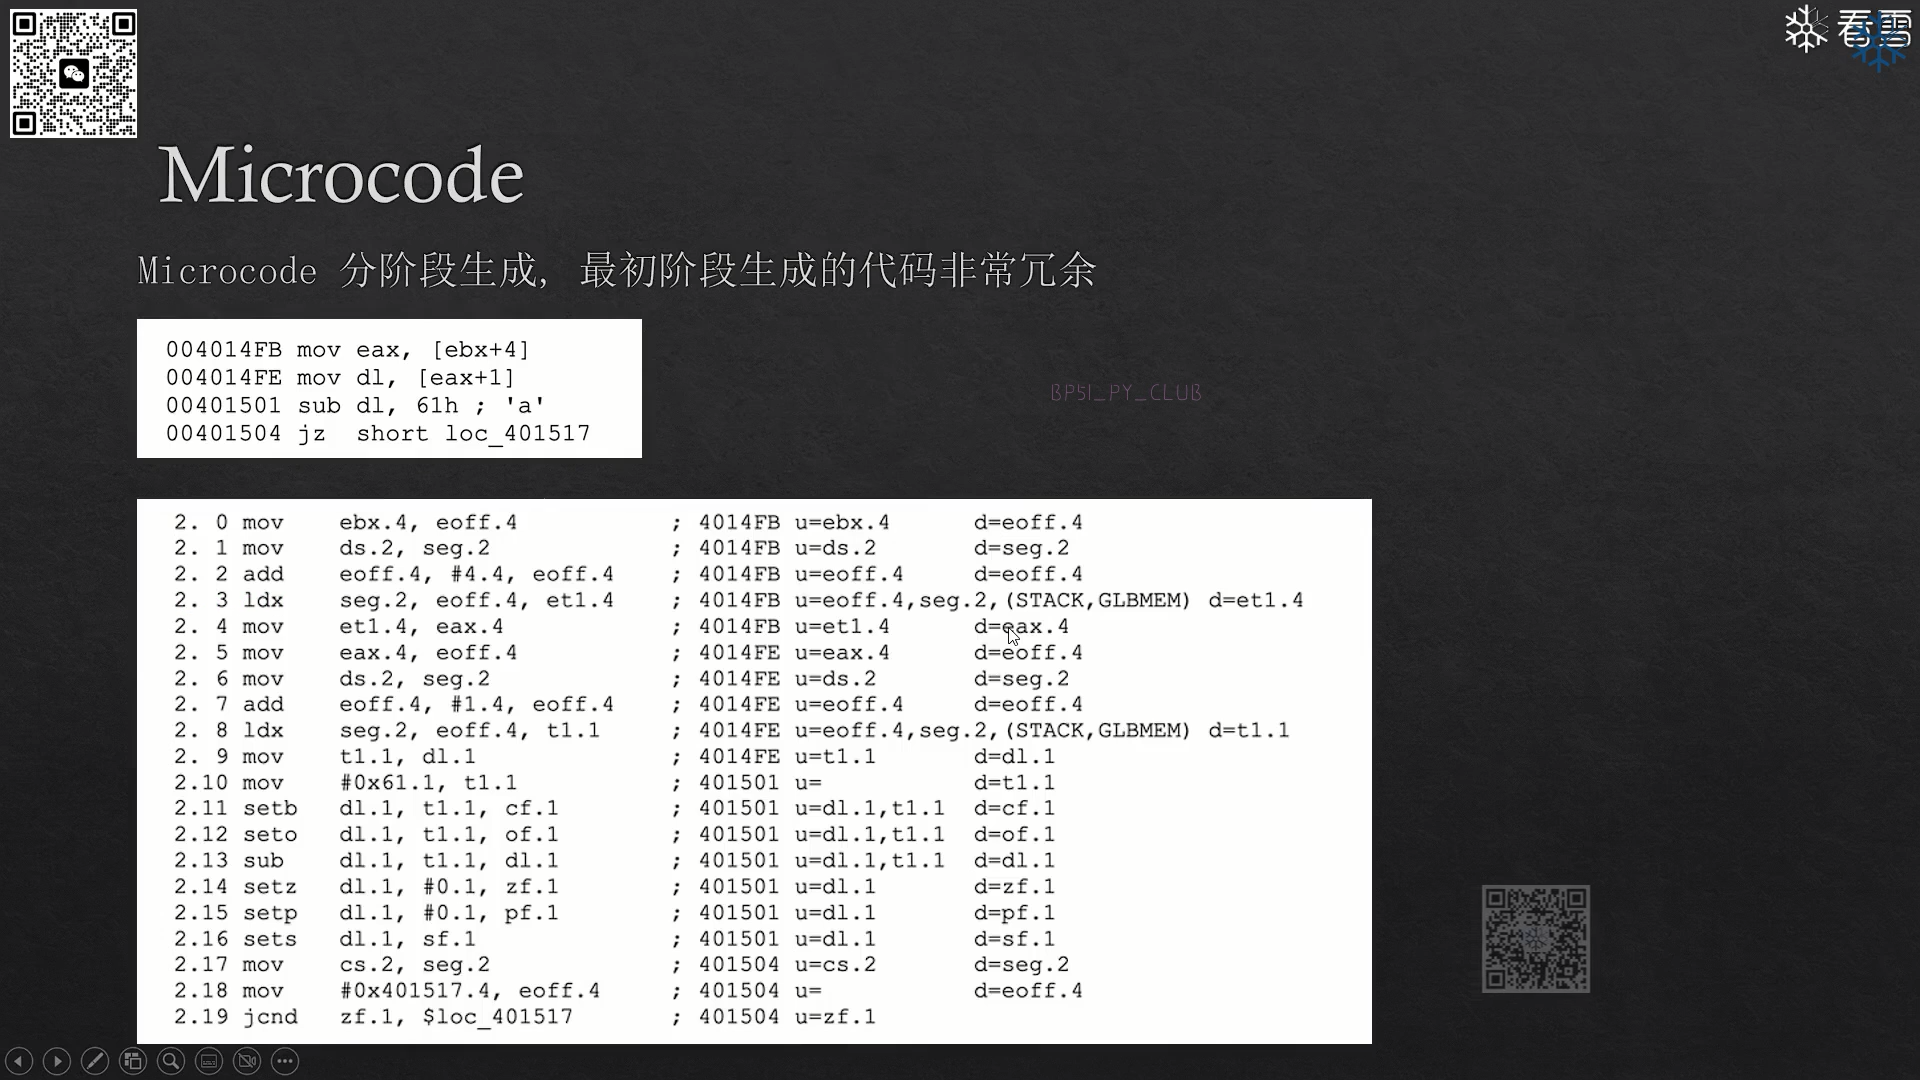 看雪
Microcode
Microcode 分阶段生成, 最初阶段生成的代码非常冗余
004014FB mov eax, [ebx+4]
004014FE mov dl, [eax+1]
00401501 sub dl, 61h ; 'a'
00401504 jz  short loc_401517
BP5I_PY_CLUB
2. 0 mov    ebx.4, eoff.4           ; 4014FB u=ebx.4      d=eoff.4
2. 1 mov    ds.2, seg.2             ; 4014FB u=ds.2       d=seg.2
2. 2 add    eoff.4, #4.4, eoff.4    ; 4014FB u=eoff.4     d=eoff.4
2. 3 ldx    seg.2, eoff.4, et1.4    ; 4014FB u=eoff.4,seg.2,(STACK,GLBMEM) d=et1.4
2. 4 mov    et1.4, eax.4            ; 4014FB u=et1.4      d=eax.4
2. 5 mov    eax.4, eoff.4           ; 4014FE u=eax.4      d=eoff.4
2. 6 mov    ds.2, seg.2             ; 4014FE u=ds.2       d=seg.2
2. 7 add    eoff.4, #1.4, eoff.4    ; 4014FE u=eoff.4     d=eoff.4
2. 8 ldx    seg.2, eoff.4, t1.1     ; 4014FE u=eoff.4,seg.2,(STACK,GLBMEM) d=t1.1
2. 9 mov    t1.1, dl.1              ; 4014FE u=t1.1       d=dl.1
2.10 mov    #0x61.1, t1.1           ; 401501 u=           d=t1.1
2.11 setb   dl.1, t1.1, cf.1        ; 401501 u=dl.1,t1.1  d=cf.1
2.12 seto   dl.1, t1.1, of.1        ; 401501 u=dl.1,t1.1  d=of.1
2.13 sub    dl.1, t1.1, dl.1        ; 401501 u=dl.1,t1.1  d=dl.1
2.14 setz   dl.1, #0.1, zf.1        ; 401501 u=dl.1       d=zf.1
2.15 setp   dl.1, #0.1, pf.1        ; 401501 u=dl.1       d=pf.1
2.16 sets   dl.1, sf.1              ; 401501 u=dl.1       d=sf.1
2.17 mov    cs.2, seg.2             ; 401504 u=cs.2       d=seg.2
2.18 mov    #0x401517.4, eoff.4     ; 401504 u=           d=eoff.4
2.19 jcnd   zf.1, $loc_401517       ; 401504 u=zf.1